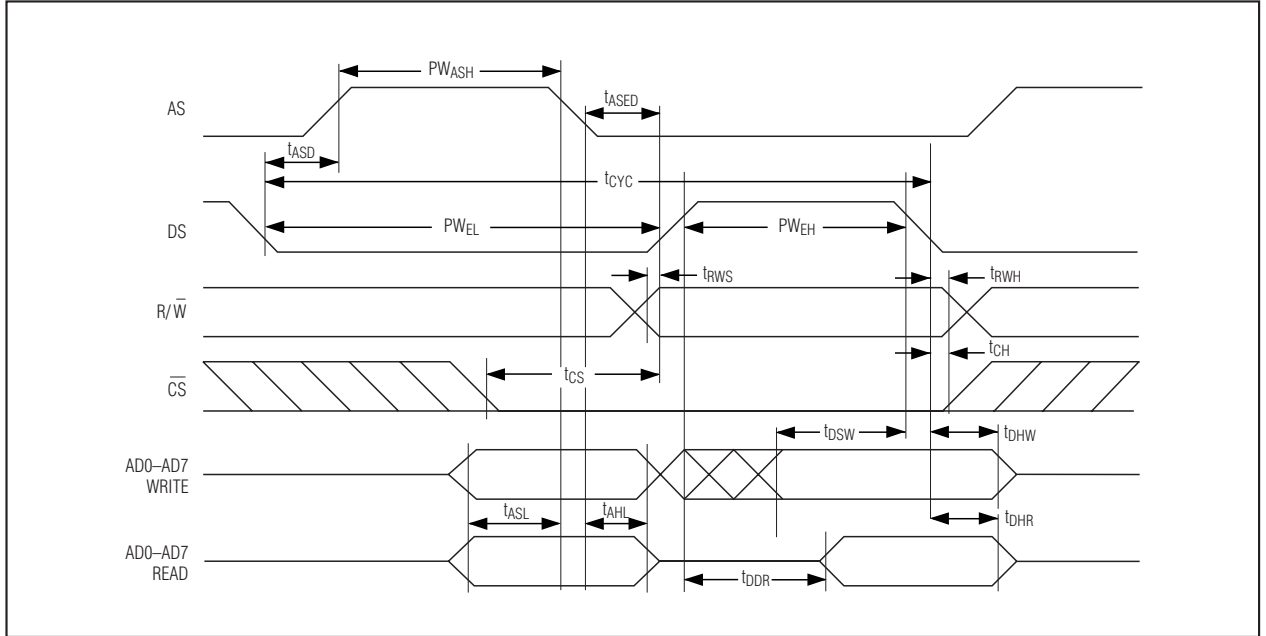 PWASH
AS
tASED
tASD
tCYC
DS
PWEL
PWEH
tRWS
tRWH
R/W̅
tCH
C̅S̅
tCS
tDSW
tDHW
AD0–AD7
WRITE
tASL
tAHL
tDHR
AD0–AD7
READ
tDDR